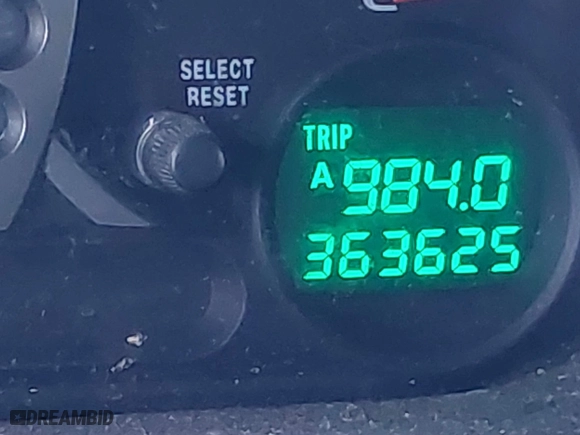 SELECT
RESET
TRIP
A 984.0
363625
DREAMBID